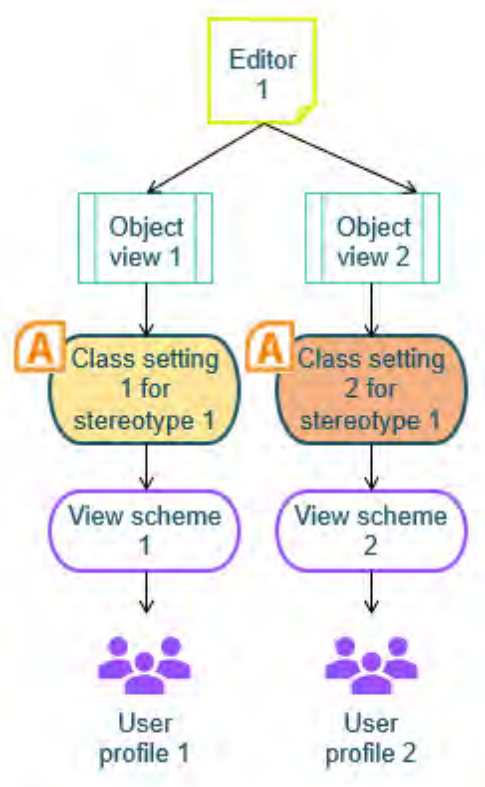 Editor
1
Object
view 1
Object
view 2
A
Class setting
1 for
stereotype 1
A
Class setting
2 for
stereotype 1
View scheme
1
View scheme
2
User
profile 1
User
profile 2